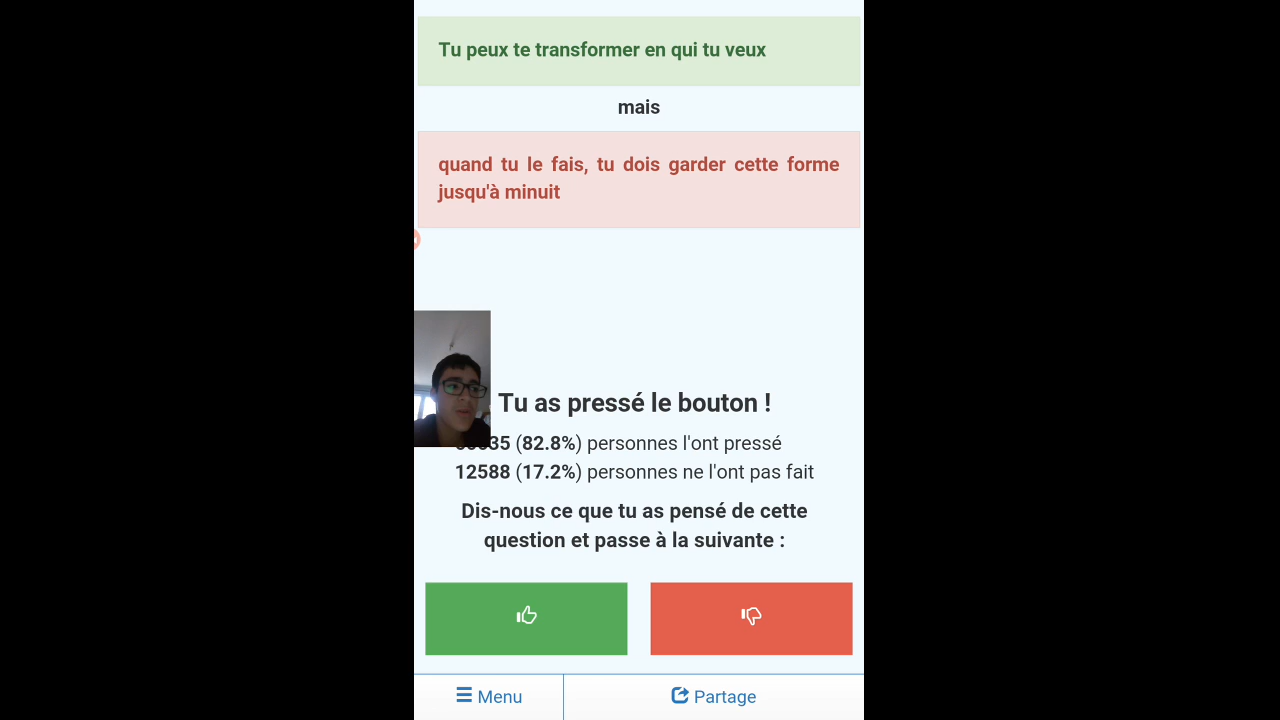 Tu peux te transformer en qui tu veux
mais
quand tu le fais, tu dois garder cette forme
jusqu'à minuit
Tu as pressé le bouton !
(82.8%) personnes l'ont pressé
12588 (17.2%) personnes ne l'ont pas fait
Dis-nous ce que tu as pensé de cette
question et passe à la suivante :
Menu
Partage